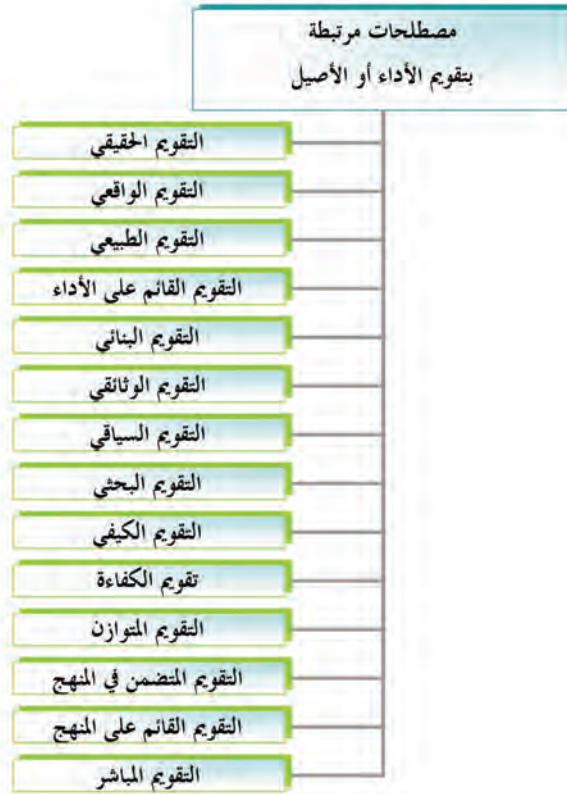 مصطلحات مرتبطة
بتقويم الأداء أو الأصيل
التقويم الحقيقي
التقويم الواقعي
التقويم الطبيعي
التقويم القائم على الأداء
التقويم البنائي
التقويم الوثائقي
التقويم السياقي
التقويم البحثي
التقويم الكيفي
تقويم الكفاءة
التقويم المتوازن
التقويم المتضمن في المنهج
التقويم القائم على المنهج
التقويم المباشر